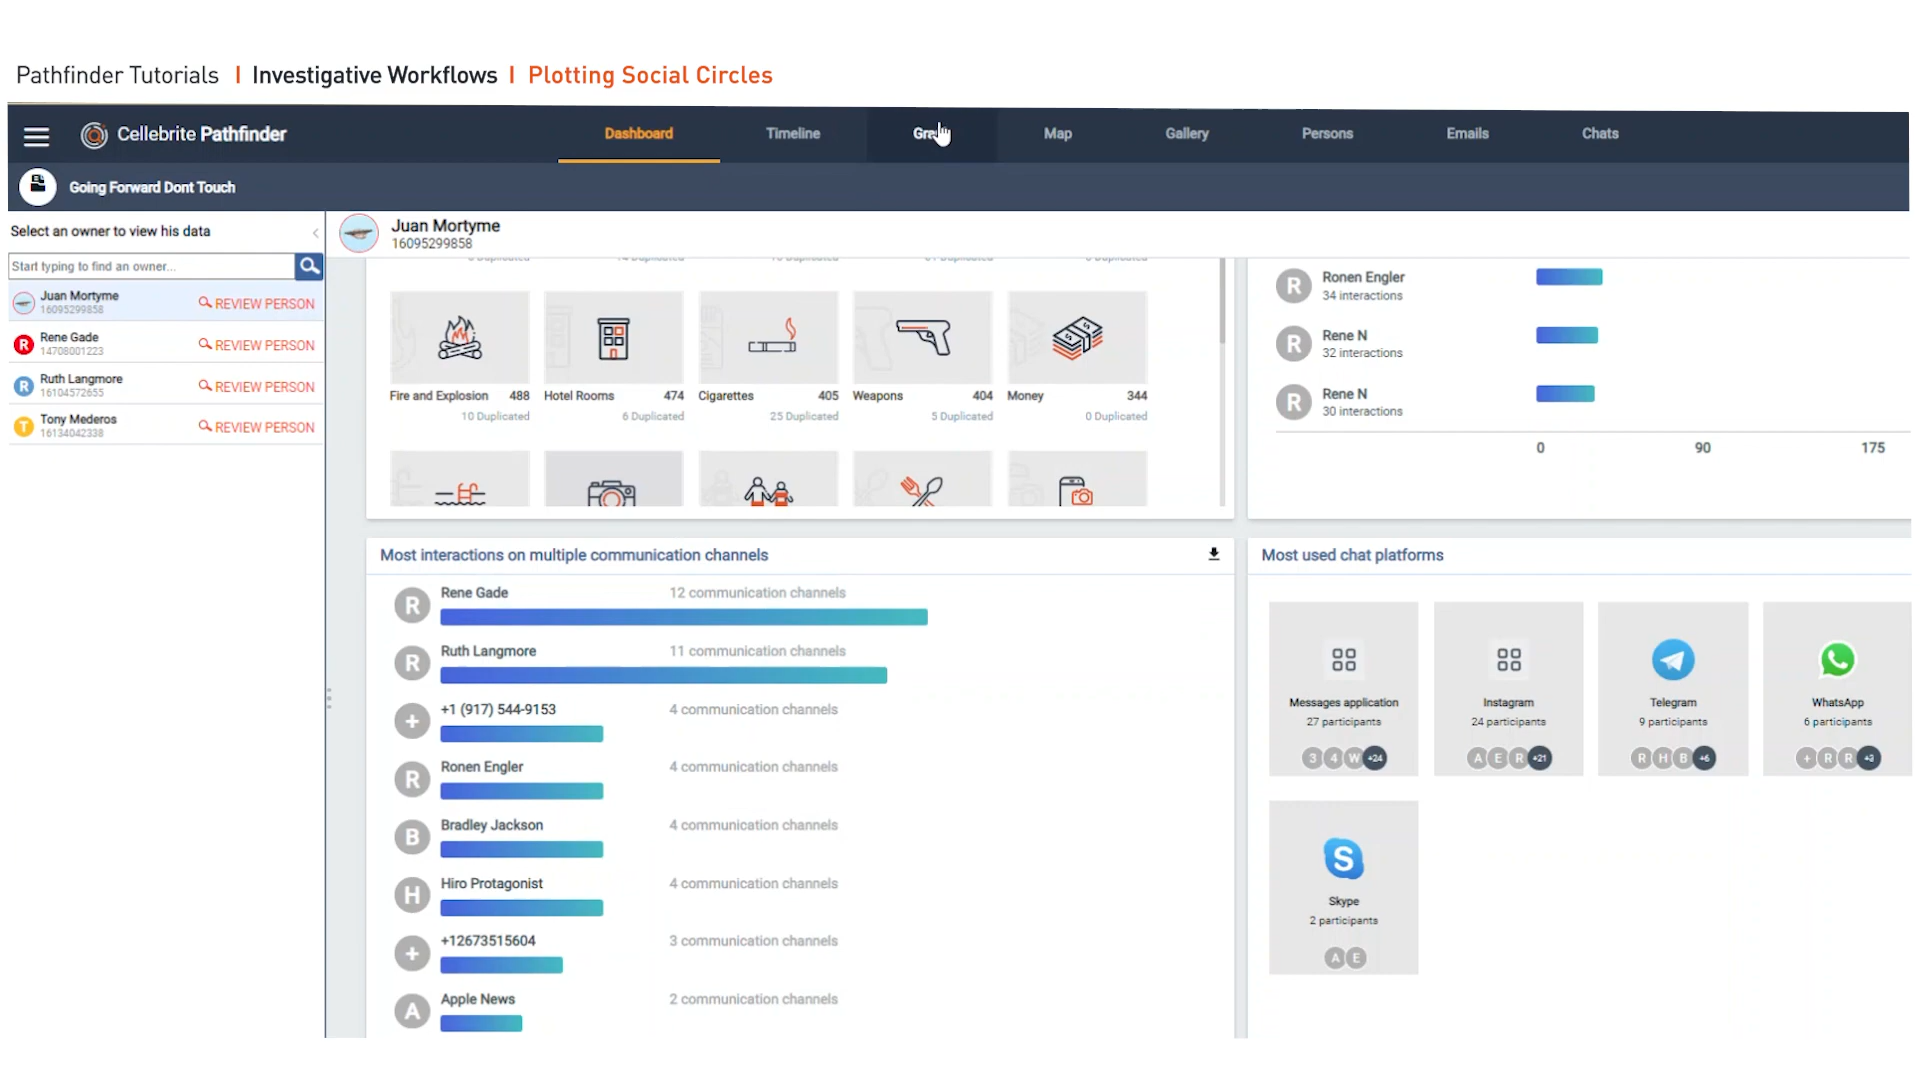 Pathfinder Tutorials | Investigative Workflows | Plotting Social Circles
Cellebrite Pathfinder
Dashboard
Timeline
Map
Gallery
Persons
Emails
Chats
Going Forward Dont Touch
Select an owner to view his data
Start typing to find an owner...
Juan Mortyme
16095299858
REVIEW PERSON
Rene Gade
14708001223
REVIEW PERSON
Ruth Langmore
16104572655
REVIEW PERSON
T
Tony Mederos
16134042338
REVIEW PERSON
Juan Mortyme
16095299858
Fire and Explosion 488
10 Duplicated
Hotel Rooms 474
6 Duplicated
Cigarettes 405
25 Duplicated
Weapons 404
5 Duplicated
Money 344
0 Duplicated
R
Ronen Engler
34 interactions
R
Rene N
32 interactions
R
Rene N
30 interactions
0 90 175
Most interactions on multiple communication channels
R
Rene Gade 12 communication channels
R
Ruth Langmore 11 communication channels
+
+1 (917) 544-9153 4 communication channels
R
Ronen Engler 4 communication channels
B
Bradley Jackson 4 communication channels
H
Hiro Protagonist 4 communication channels
+
+12673515604 3 communication channels
A
Apple News 2 communication channels
Most used chat platforms
Messages application
27 participants
3 4 W +24
Instagram
24 participants
A E R +21
Telegram
9 participants
R H B +6
WhatsApp
6 participants
+ R R +3
S
Skype
2 participants
A E